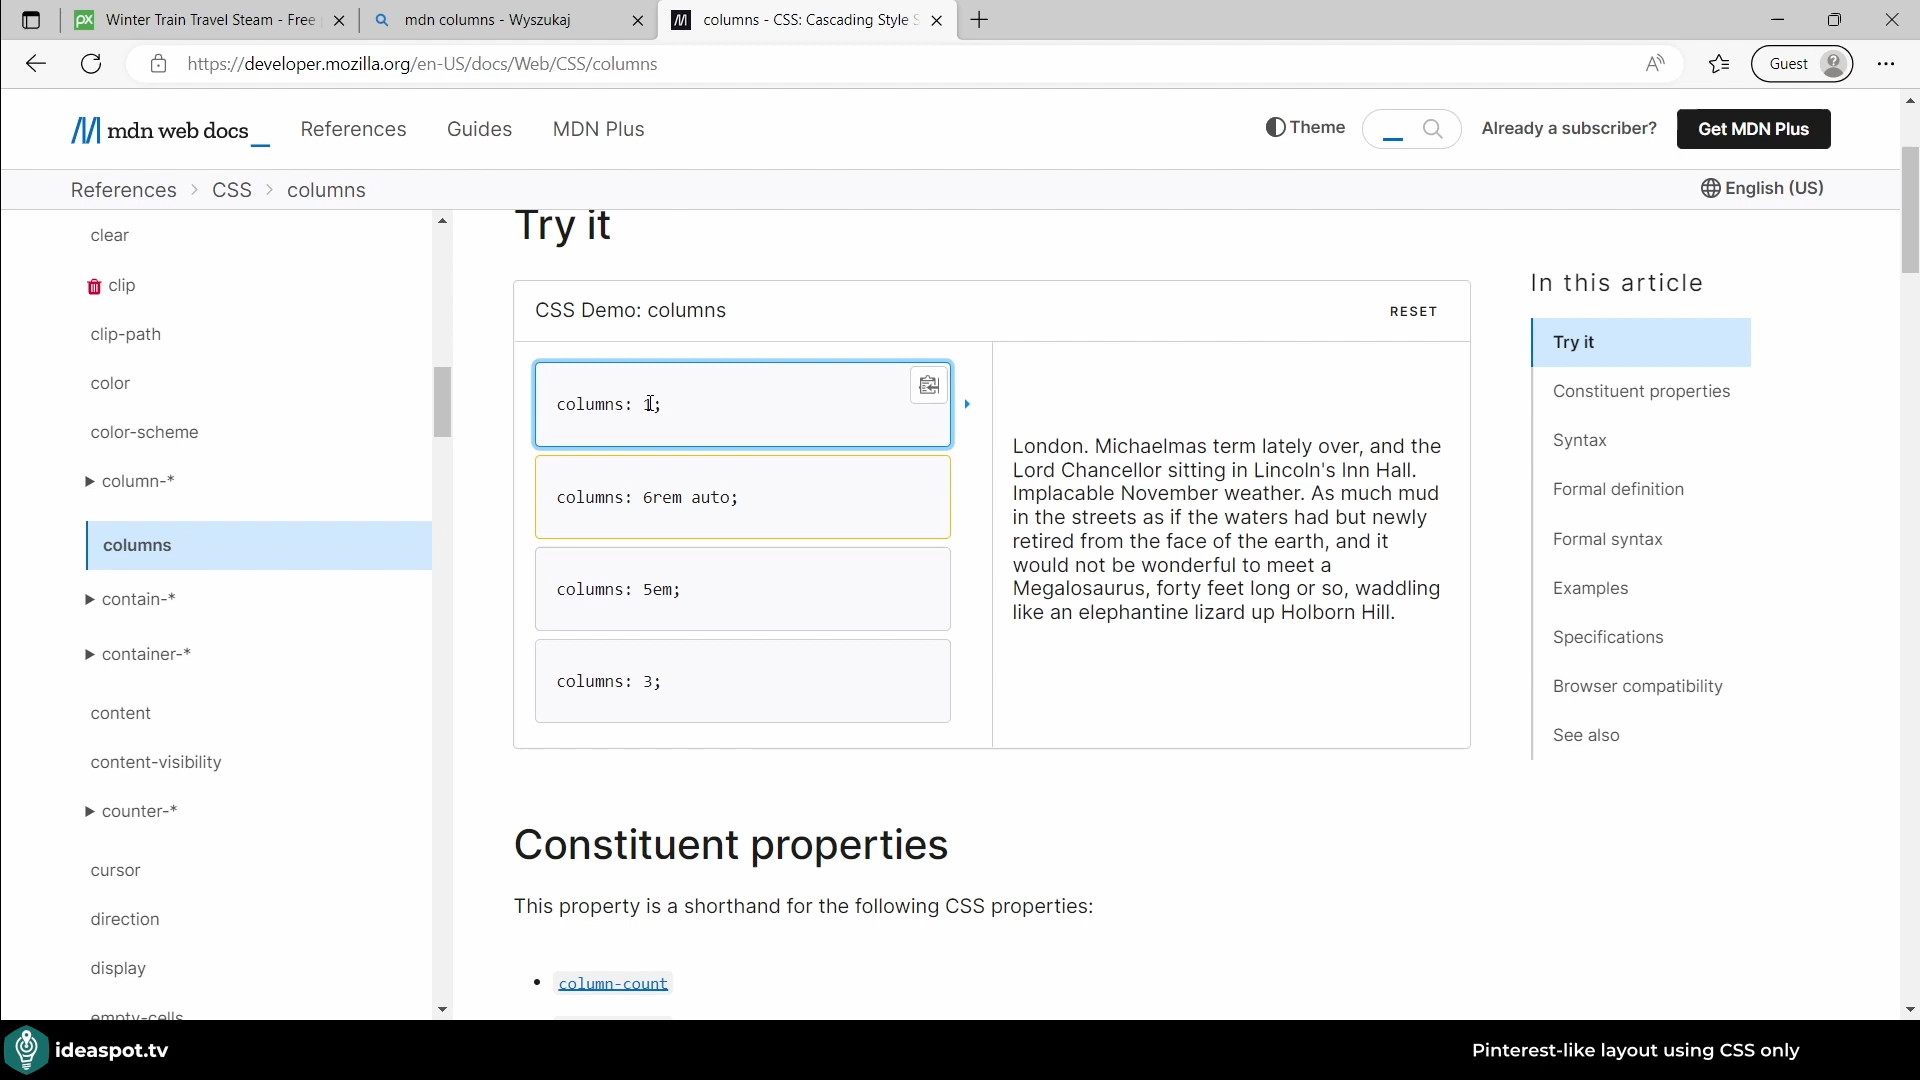 Winter Train Travel Steam - Free
mdn columns - Wyszukaj
columns - CSS: Cascading Style S
https://developer.mozilla.org/en-US/docs/Web/CSS/columns
Guest
mdn web docs
References
Guides
MDN Plus
Theme
Already a subscriber?
Get MDN Plus
References
CSS
columns
English (US)
clear
clip
clip-path
color
color-scheme
column-*
columns
contain-*
container-*
content
content-visibility
counter-*
cursor
direction
display
empty-cells
Try it
CSS Demo: columns
RESET
columns: 1;
columns: 6rem auto;
columns: 5em;
columns: 3;
London. Michaelmas term lately over, and the
Lord Chancellor sitting in Lincoln's Inn Hall.
Implacable November weather. As much mud
in the streets as if the waters had but newly
retired from the face of the earth, and it
would not be wonderful to meet a
Megalosaurus, forty feet long or so, waddling
like an elephantine lizard up Holborn Hill.
Constituent properties
This property is a shorthand for the following CSS properties:
column-count
In this article
Try it
Constituent properties
Syntax
Formal definition
Formal syntax
Examples
Specifications
Browser compatibility
See also
ideaspot.tv
Pinterest-like layout using CSS only